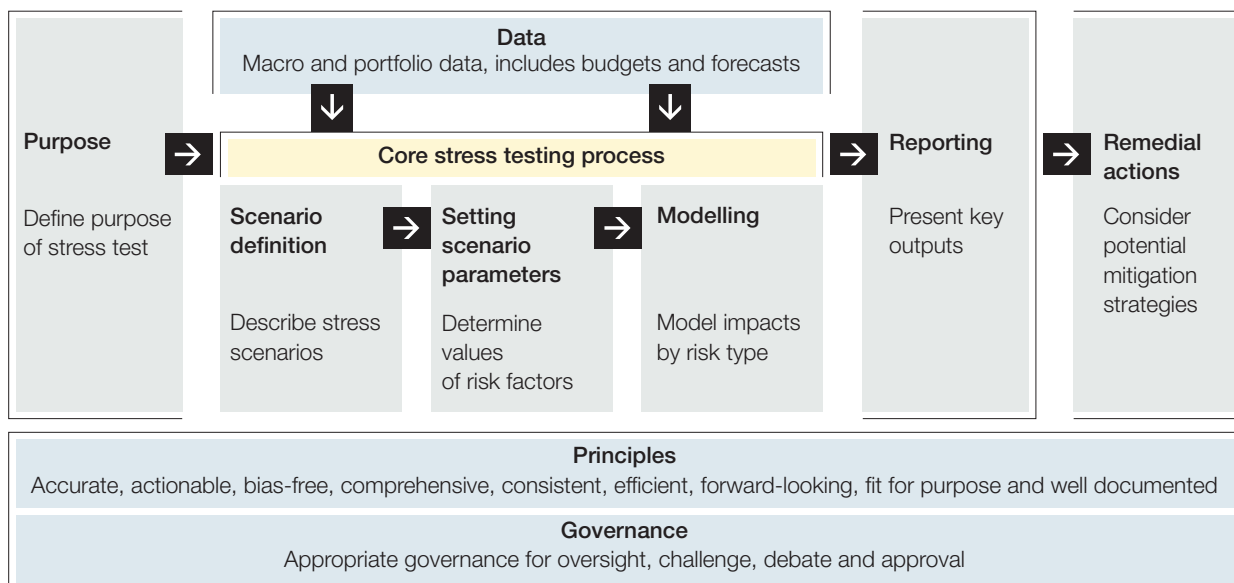 Data
Macro and portfolio data, includes budgets and forecasts
Purpose
Define purpose
of stress test
Core stress testing process
Scenario
definition
Describe stress
scenarios
Setting
scenario
parameters
Determine
values
of risk factors
Modelling
Model impacts
by risk type
Reporting
Present key
outputs
Remedial
actions
Consider
potential
mitigation
strategies
Principles
Accurate, actionable, bias-free, comprehensive, consistent, efficient, forward-looking, fit for purpose and well documented
Governance
Appropriate governance for oversight, challenge, debate and approval